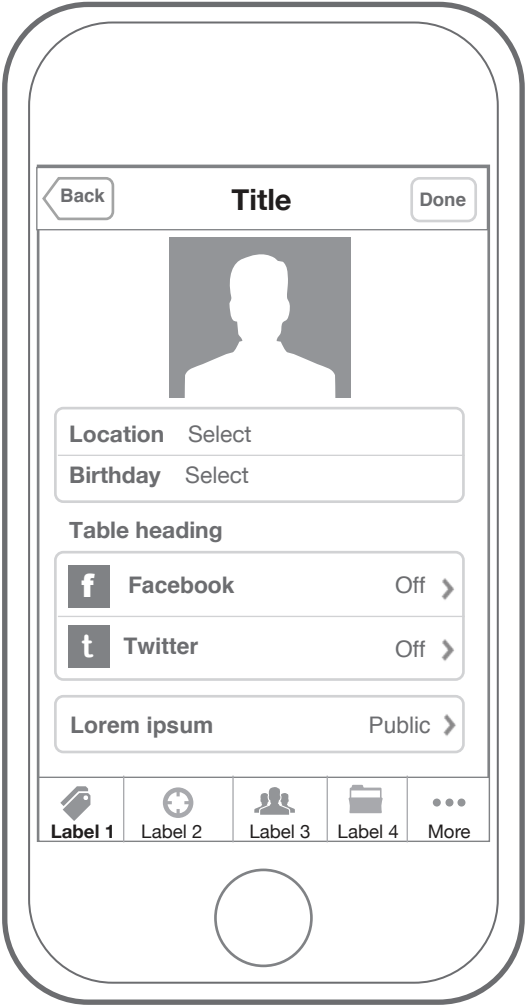 Back Title Done
Location Select
Birthday Select
Table heading
f Facebook Off
t Twitter Off
Lorem ipsum Public
Label 1 Label 2 Label 3 Label 4 More